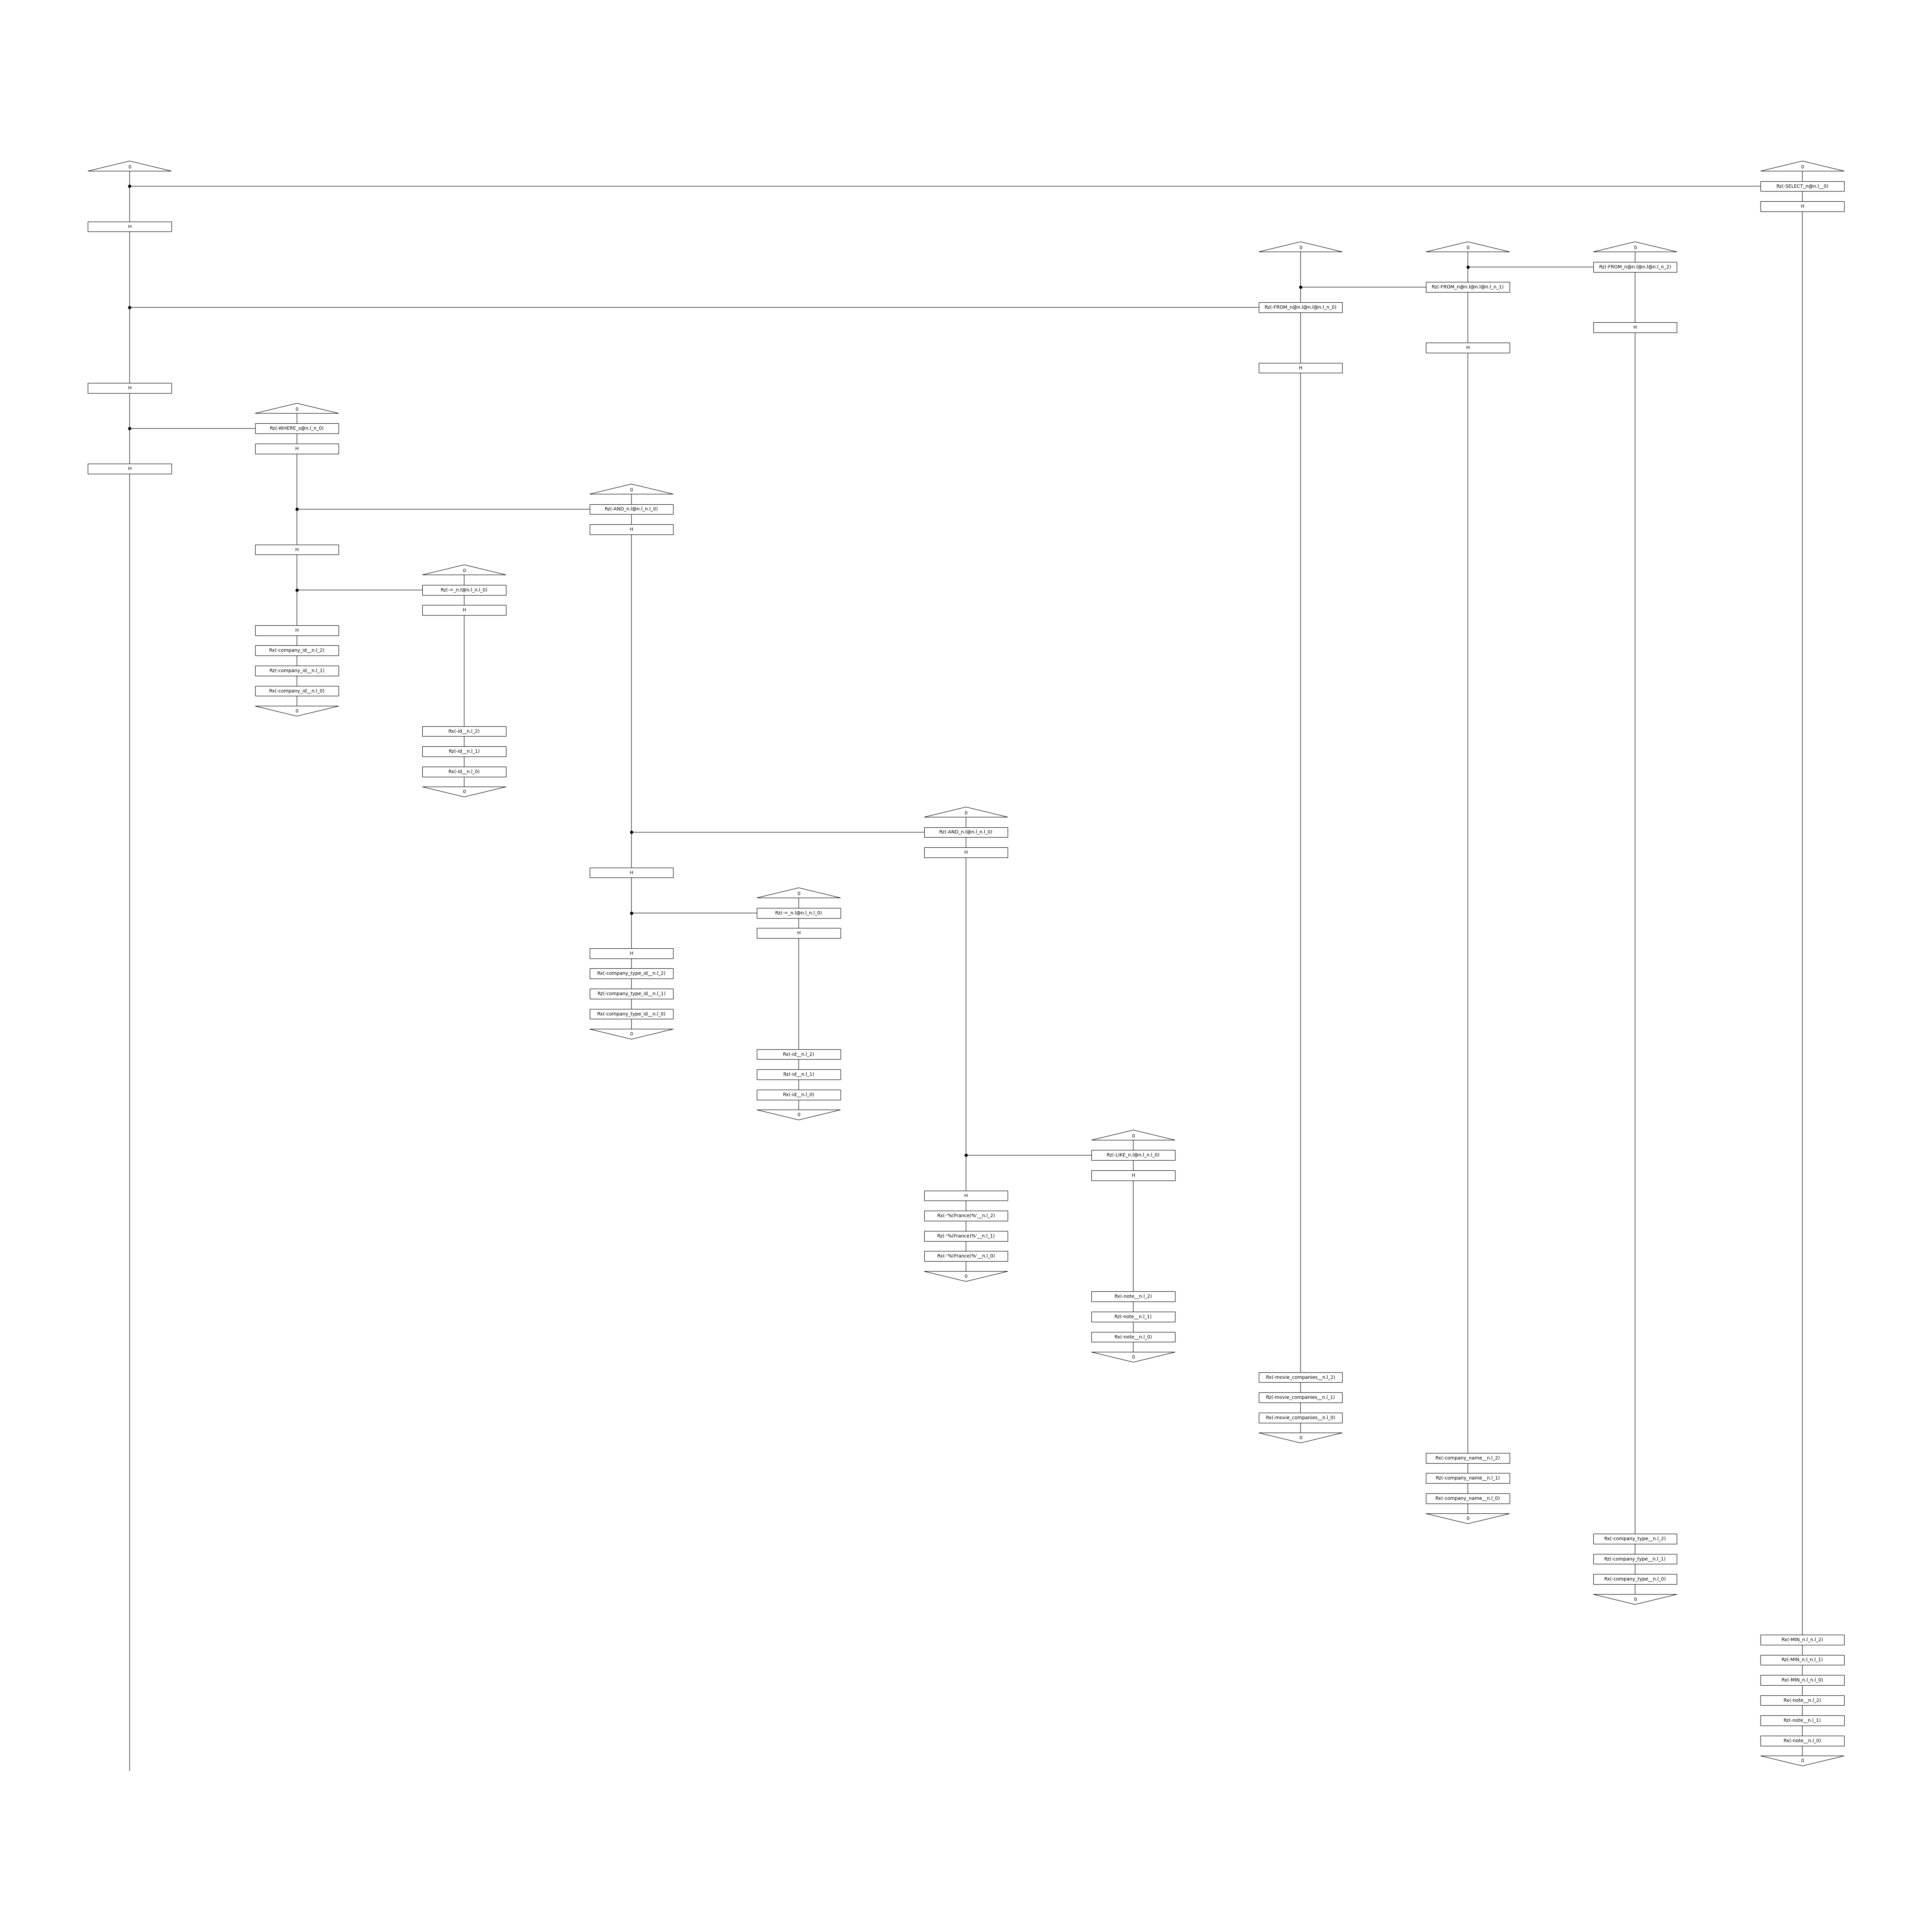 0
0
Rz(-SELECT_n@n.l__0)
H
H
0
0
0
Rz(-FROM_n@n.l@n.l@n.l_n_2)
Rz(-FROM_n@n.l@n.l@n.l_n_1)
Rz(-FROM_n@n.l@n.l@n.l_n_0)
H
H
H
H
0
Rz(-WHERE_s@n.l_n_0)
H
H
0
Rz(-AND_n.l@n.l_n.l_0)
H
H
0
Rz(-=_n.l@n.l_n.l_0)
H
H
Rx(-company_id__n.l_2)
Rz(-company_id__n.l_1)
Rx(-company_id__n.l_0)
0
Rx(-id__n.l_2)
Rz(-id__n.l_1)
Rx(-id__n.l_0)
0
0
Rz(-AND_n.l@n.l_n.l_0)
H
H
0
Rz(-=_n.l@n.l_n.l_0)
H
H
Rx(-company_type_id__n.l_2)
Rz(-company_type_id__n.l_1)
Rx(-company_type_id__n.l_0)
0
Rx(-id__n.l_2)
Rz(-id__n.l_1)
Rx(-id__n.l_0)
0
0
Rz(-LIKE_n.l@n.l_n.l_0)
H
H
Rx(-'%(France)%'__n.l_2)
Rz(-'%(France)%'__n.l_1)
Rx(-'%(France)%'__n.l_0)
0
Rx(-note__n.l_2)
Rz(-note__n.l_1)
Rx(-note__n.l_0)
0
Rx(-movie_companies__n.l_2)
Rz(-movie_companies__n.l_1)
Rx(-movie_companies__n.l_0)
0
Rx(-company_name__n.l_2)
Rz(-company_name__n.l_1)
Rx(-company_name__n.l_0)
0
Rx(-company_type__n.l_2)
Rz(-company_type__n.l_1)
Rx(-company_type__n.l_0)
0
Rx(-MIN_n.l_n.l_2)
Rz(-MIN_n.l_n.l_1)
Rx(-MIN_n.l_n.l_0)
Rx(-note__n.l_2)
Rz(-note__n.l_1)
Rx(-note__n.l_0)
0